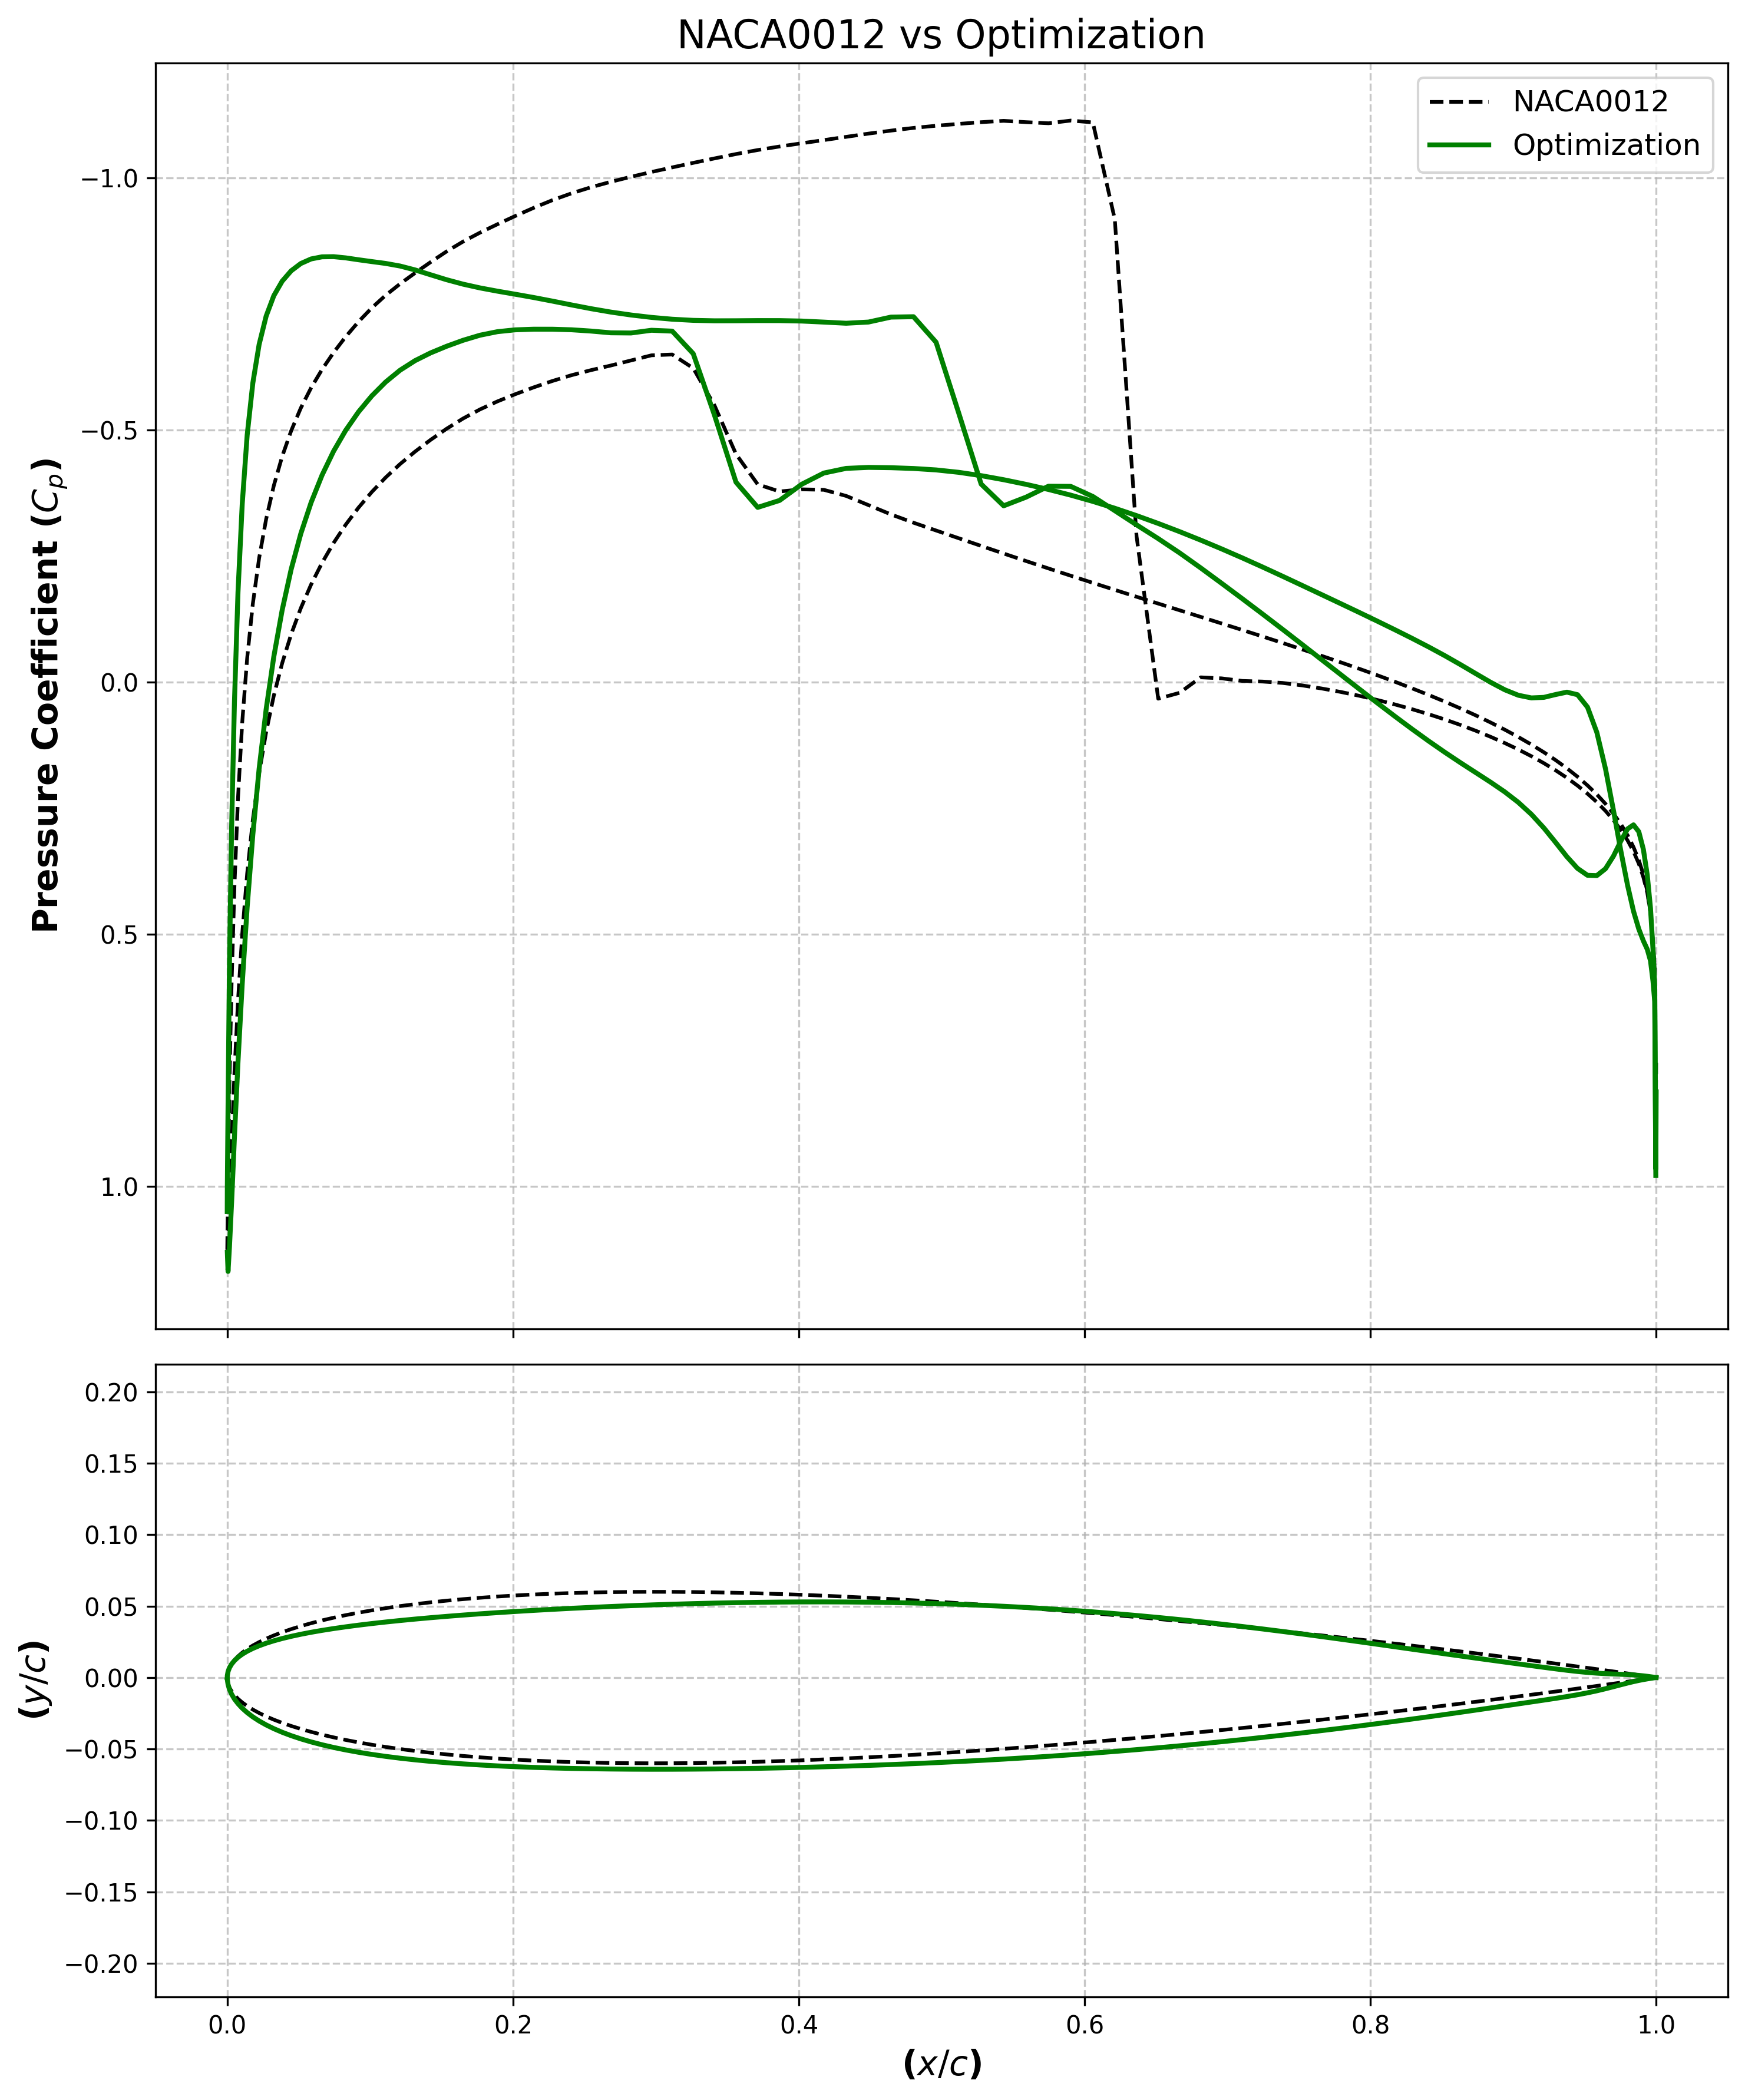 NACA0012 vs Optimization
NACA0012
Optimization
Pressure Coefficient (Cₚ)
−1.0
−0.5
0.0
0.5
1.0
(y/c)
0.20
0.15
0.10
0.05
0.00
−0.05
−0.10
−0.15
−0.20
0.0 0.2 0.4 0.6 0.8 1.0
(x/c)